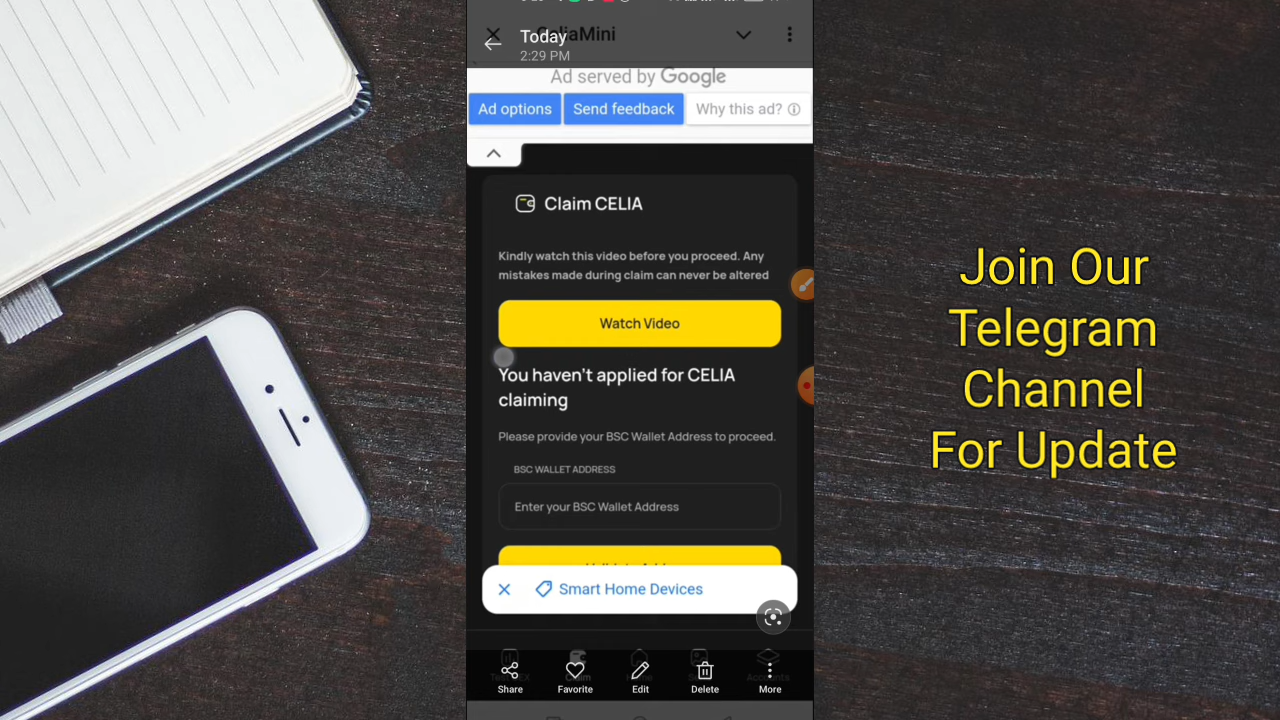 Today
2:29 PM
Ad served by Google
Ad options
Send feedback
Why this ad?
Claim CELIA
Kindly watch this video before you proceed. Any
mistakes made during claim can never be altered
Watch Video
You haven't applied for CELIA
claiming
Please provide your BSC Wallet Address to proceed.
BSC WALLET ADDRESS
Enter your BSC Wallet Address
Smart Home Devices
Share
Favorite
Edit
Delete
More
Join Our
Telegram
Channel
For Update